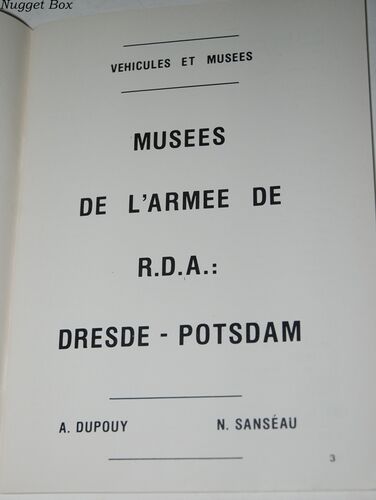 Nugget Box
VEHICULES ET MUSEES
MUSEES
DE L'ARMEE DE
R.D.A.:
DRESDE - POTSDAM
A. DUPOUY N. SANSÉAU
3